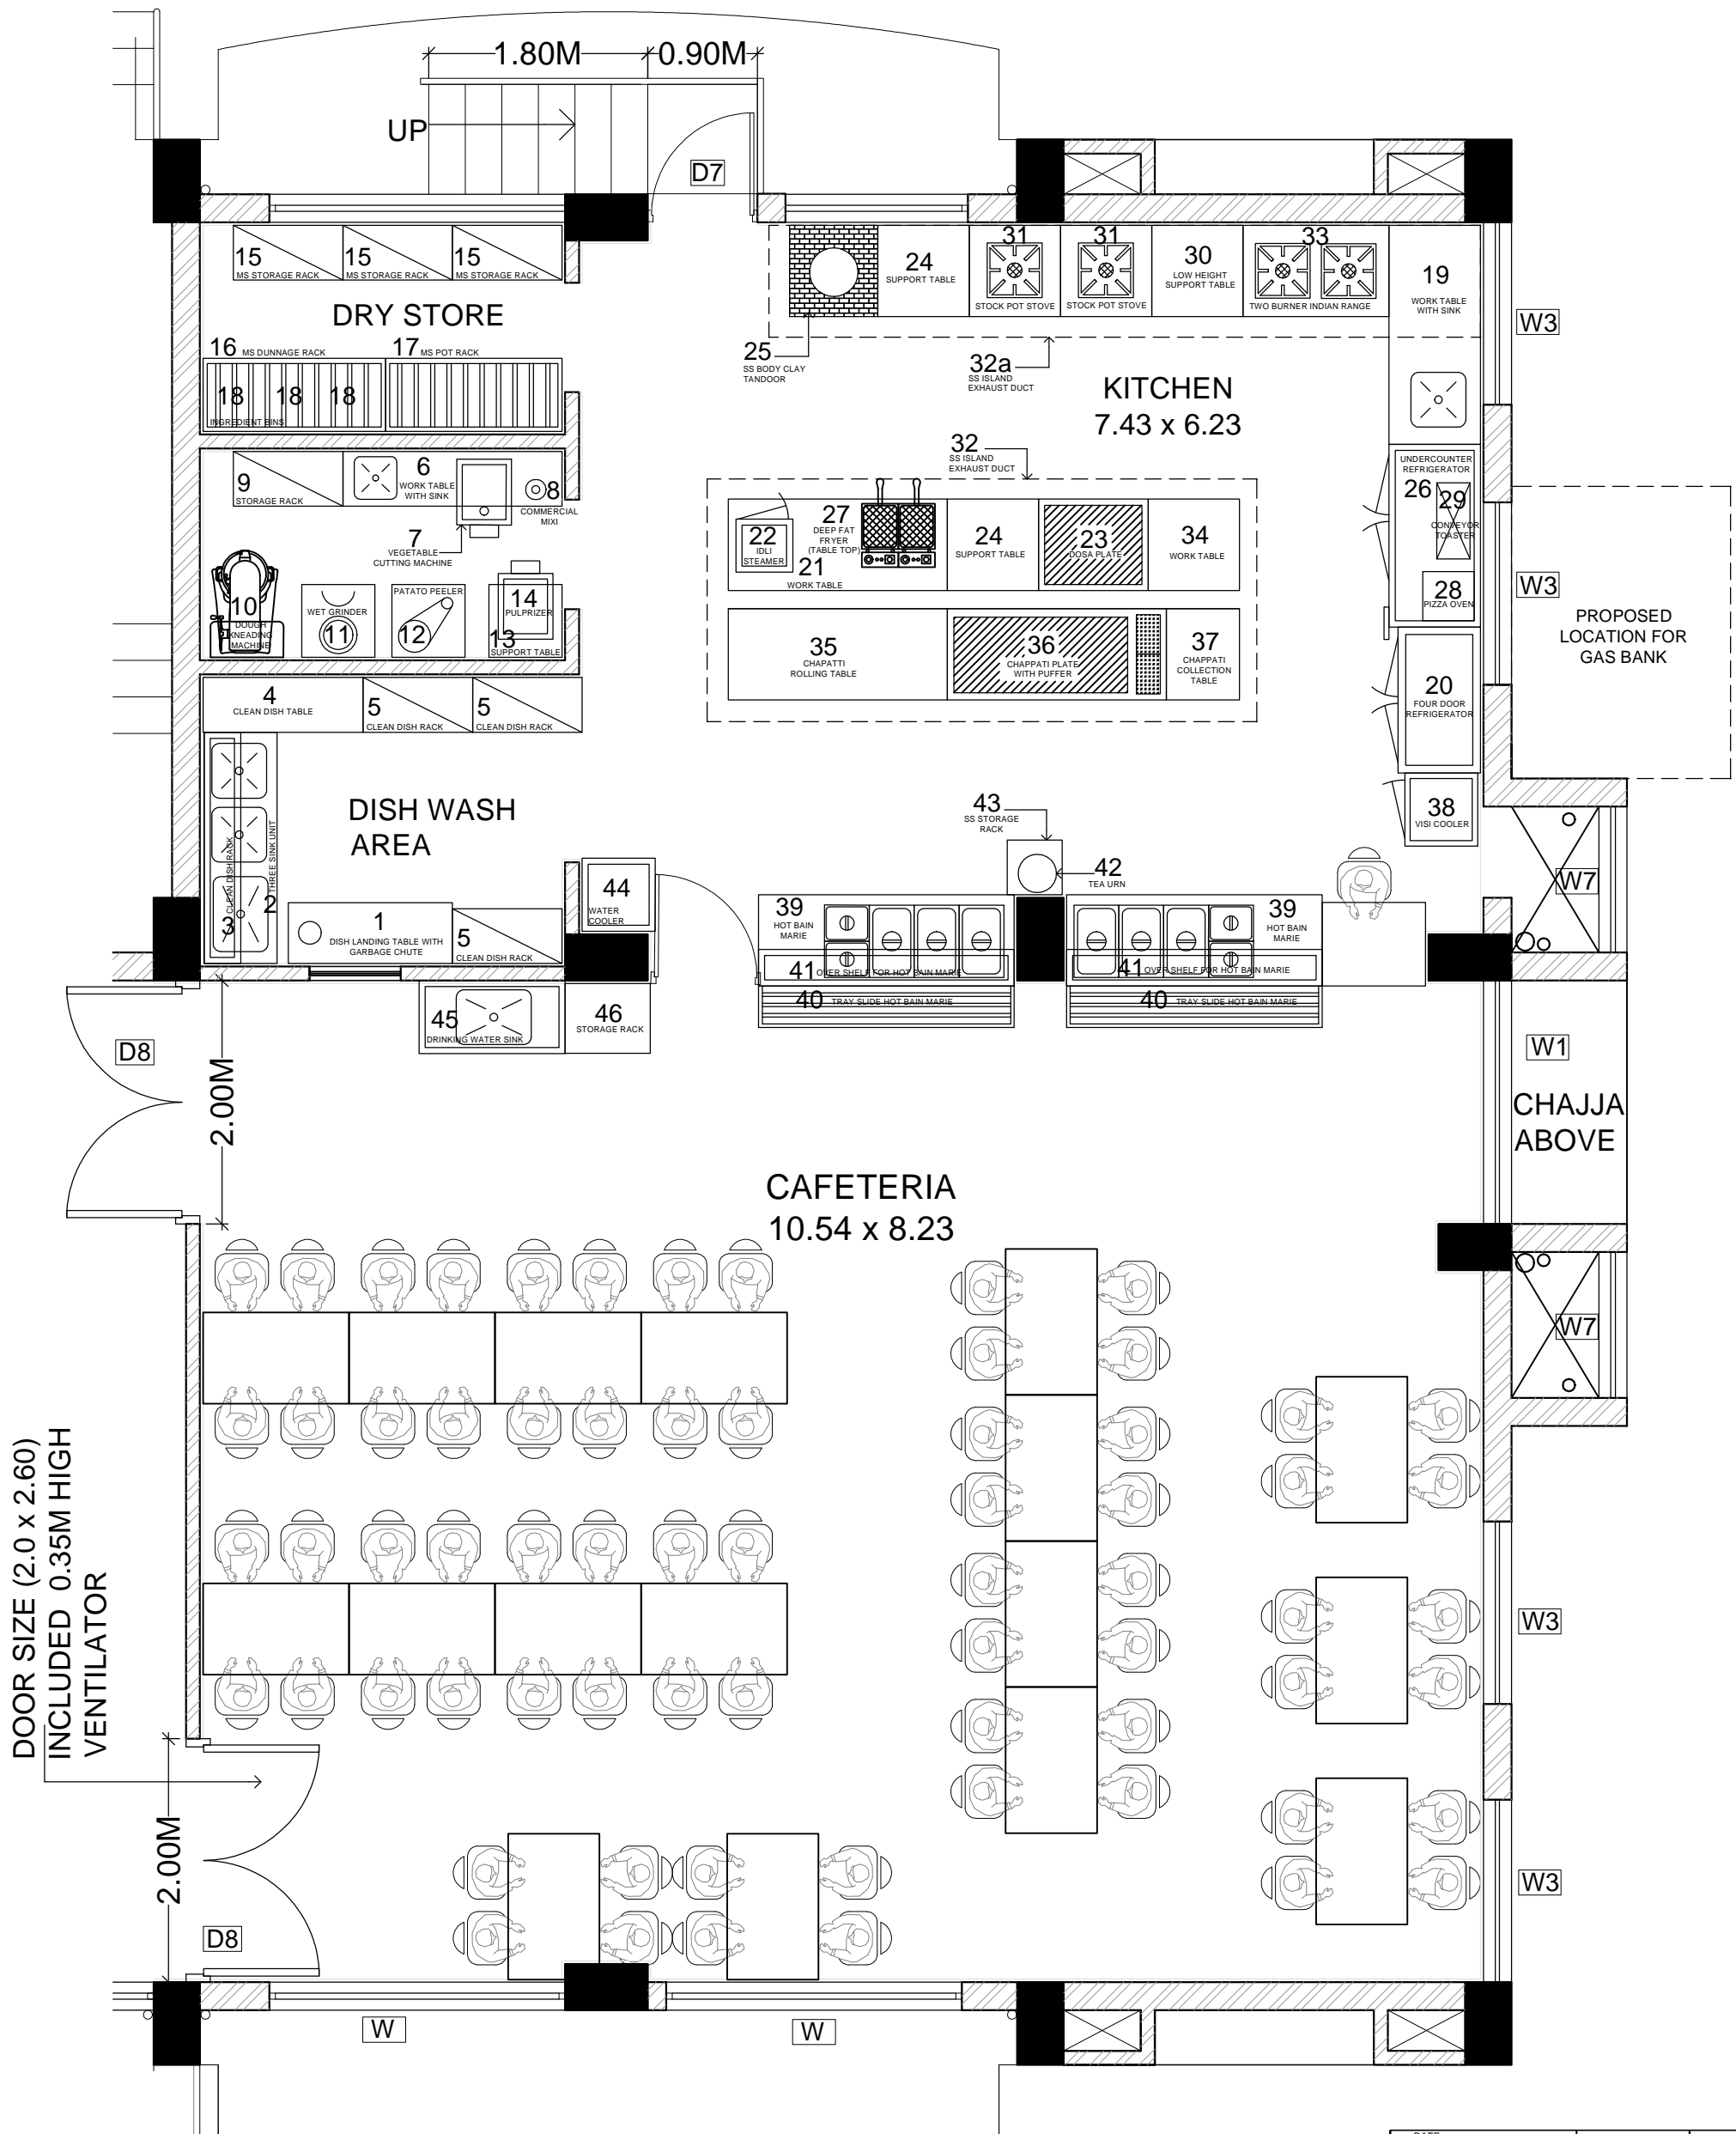 1.80M
0.90M
UP
D7
15
MS STORAGE RACK
15
MS STORAGE RACK
15
MS STORAGE RACK
DRY STORE
16 MS DUNNAGE RACK
17 MS POT RACK
18 18 18
INGREDIENT BINS
25
SS BODY CLAY
TANDOOR
24
SUPPORT TABLE
31
STOCK POT STOVE
31
STOCK POT STOVE
30
LOW HEIGHT
SUPPORT TABLE
33
TWO BURNER INDIAN RANGE
19
WORK TABLE
WITH SINK
W3
32a
SS ISLAND
EXHAUST DUCT
KITCHEN
7.43 x 6.23
9
STORAGE RACK
6
WORK TABLE
WITH SINK
8
COMMERCIAL
MIXI
7
VEGETABLE
CUTTING MACHINE
10
DOUGH
KNEADING
MACHINE
WET GRINDER
11
PATATO PEELER
12
14
PULPRIZER
13
SUPPORT TABLE
32
SS ISLAND
EXHAUST DUCT
22
IDLI
STEAMER
27
DEEP FAT
FRYER
(TABLE TOP)
21
WORK TABLE
24
SUPPORT TABLE
23
DOSA PLATE
34
WORK TABLE
35
CHAPATTI
ROLLING TABLE
36
CHAPPATI PLATE
WITH PUFFER
37
CHAPPATI
COLLECTION
TABLE
UNDERCOUNTER
REFRIGERATOR
26
29
CONVEYOR
TOASTER
28
PIZZA OVEN
W3
PROPOSED
LOCATION FOR
GAS BANK
20
FOUR DOOR
REFRIGERATOR
38
VISI COOLER
4
CLEAN DISH TABLE
5
CLEAN DISH RACK
5
CLEAN DISH RACK
DISH WASH
AREA
3
CLEAN DISH RACK
2
THREE SINK UNIT
1
DISH LANDING TABLE WITH
GARBAGE CHUTE
5
CLEAN DISH RACK
44
WATER
COOLER
43
SS STORAGE
RACK
42
TEA URN
39
HOT BAIN
MARIE
39
HOT BAIN
MARIE
41 OVER SHELF FOR HOT BAIN MARIE
41 OVER SHELF FOR HOT BAIN MARIE
40 TRAY SLIDE HOT BAIN MARIE
40 TRAY SLIDE HOT BAIN MARIE
W7
45
DRINKING WATER SINK
46
STORAGE RACK
D8
2.00M
W1
CHAJJA
ABOVE
CAFETERIA
10.54 x 8.23
W7
DOOR SIZE (2.0 x 2.60)
INCLUDED 0.35M HIGH
VENTILATOR
W3
2.00M
D8
W3
W
W
DATE